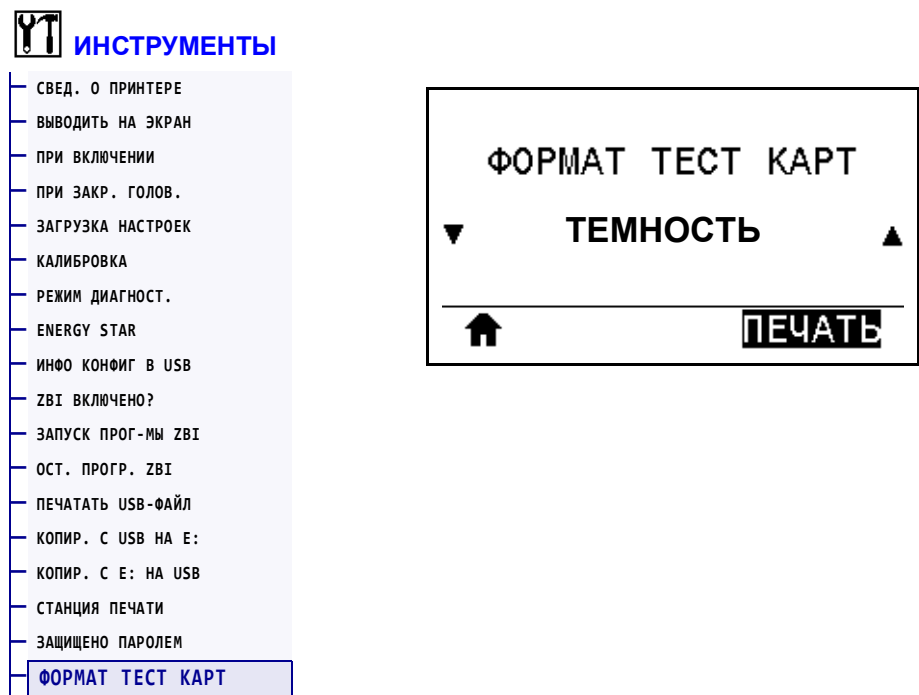 ИНСТРУМЕНТЫ
СВЕД. О ПРИНТЕРЕ
ВЫВОДИТЬ НА ЭКРАН
ПРИ ВКЛЮЧЕНИИ
ПРИ ЗАКР. ГОЛОВ.
ЗАГРУЗКА НАСТРОЕК
КАЛИБРОВКА
РЕЖИМ ДИАГНОСТ.
ENERGY STAR
ИНФО КОНФИГ В USB
ZBI ВКЛЮЧЕНО?
ЗАПУСК ПРОГ-МЫ ZBI
ОСТ. ПРОГР. ZBI
ПЕЧАТАТЬ USB-ФАЙЛ
КОПИР. С USB НА E:
КОПИР. С E: НА USB
СТАНЦИЯ ПЕЧАТИ
ЗАЩИЩЕНО ПАРОЛЕМ
ФОРМАТ ТЕСТ КАРТ
ФОРМАТ ТЕСТ КАРТ
ТЕМНОСТЬ
ПЕЧАТЬ